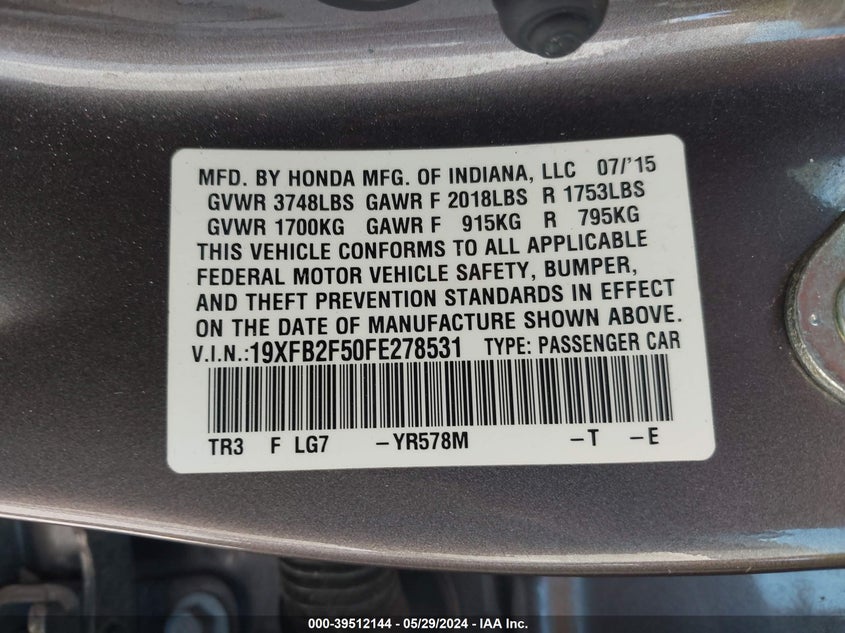 MFD. BY HONDA MFG. OF INDIANA, LLC 07/'15
GVWR 3748LBS GAWR F 2018LBS R 1753LBS
GVWR 1700KG GAWR F 915KG R 795KG
THIS VEHICLE CONFORMS TO ALL APPLICABLE
FEDERAL MOTOR VEHICLE SAFETY, BUMPER,
AND THEFT PREVENTION STANDARDS IN EFFECT
ON THE DATE OF MANUFACTURE SHOWN ABOVE.
V.I.N.:19XFB2F50FE278531 TYPE: PASSENGER CAR
TR3 F LG7 –YR578M –T –E
000-39512144 - 05/29/2024 - IAA Inc.